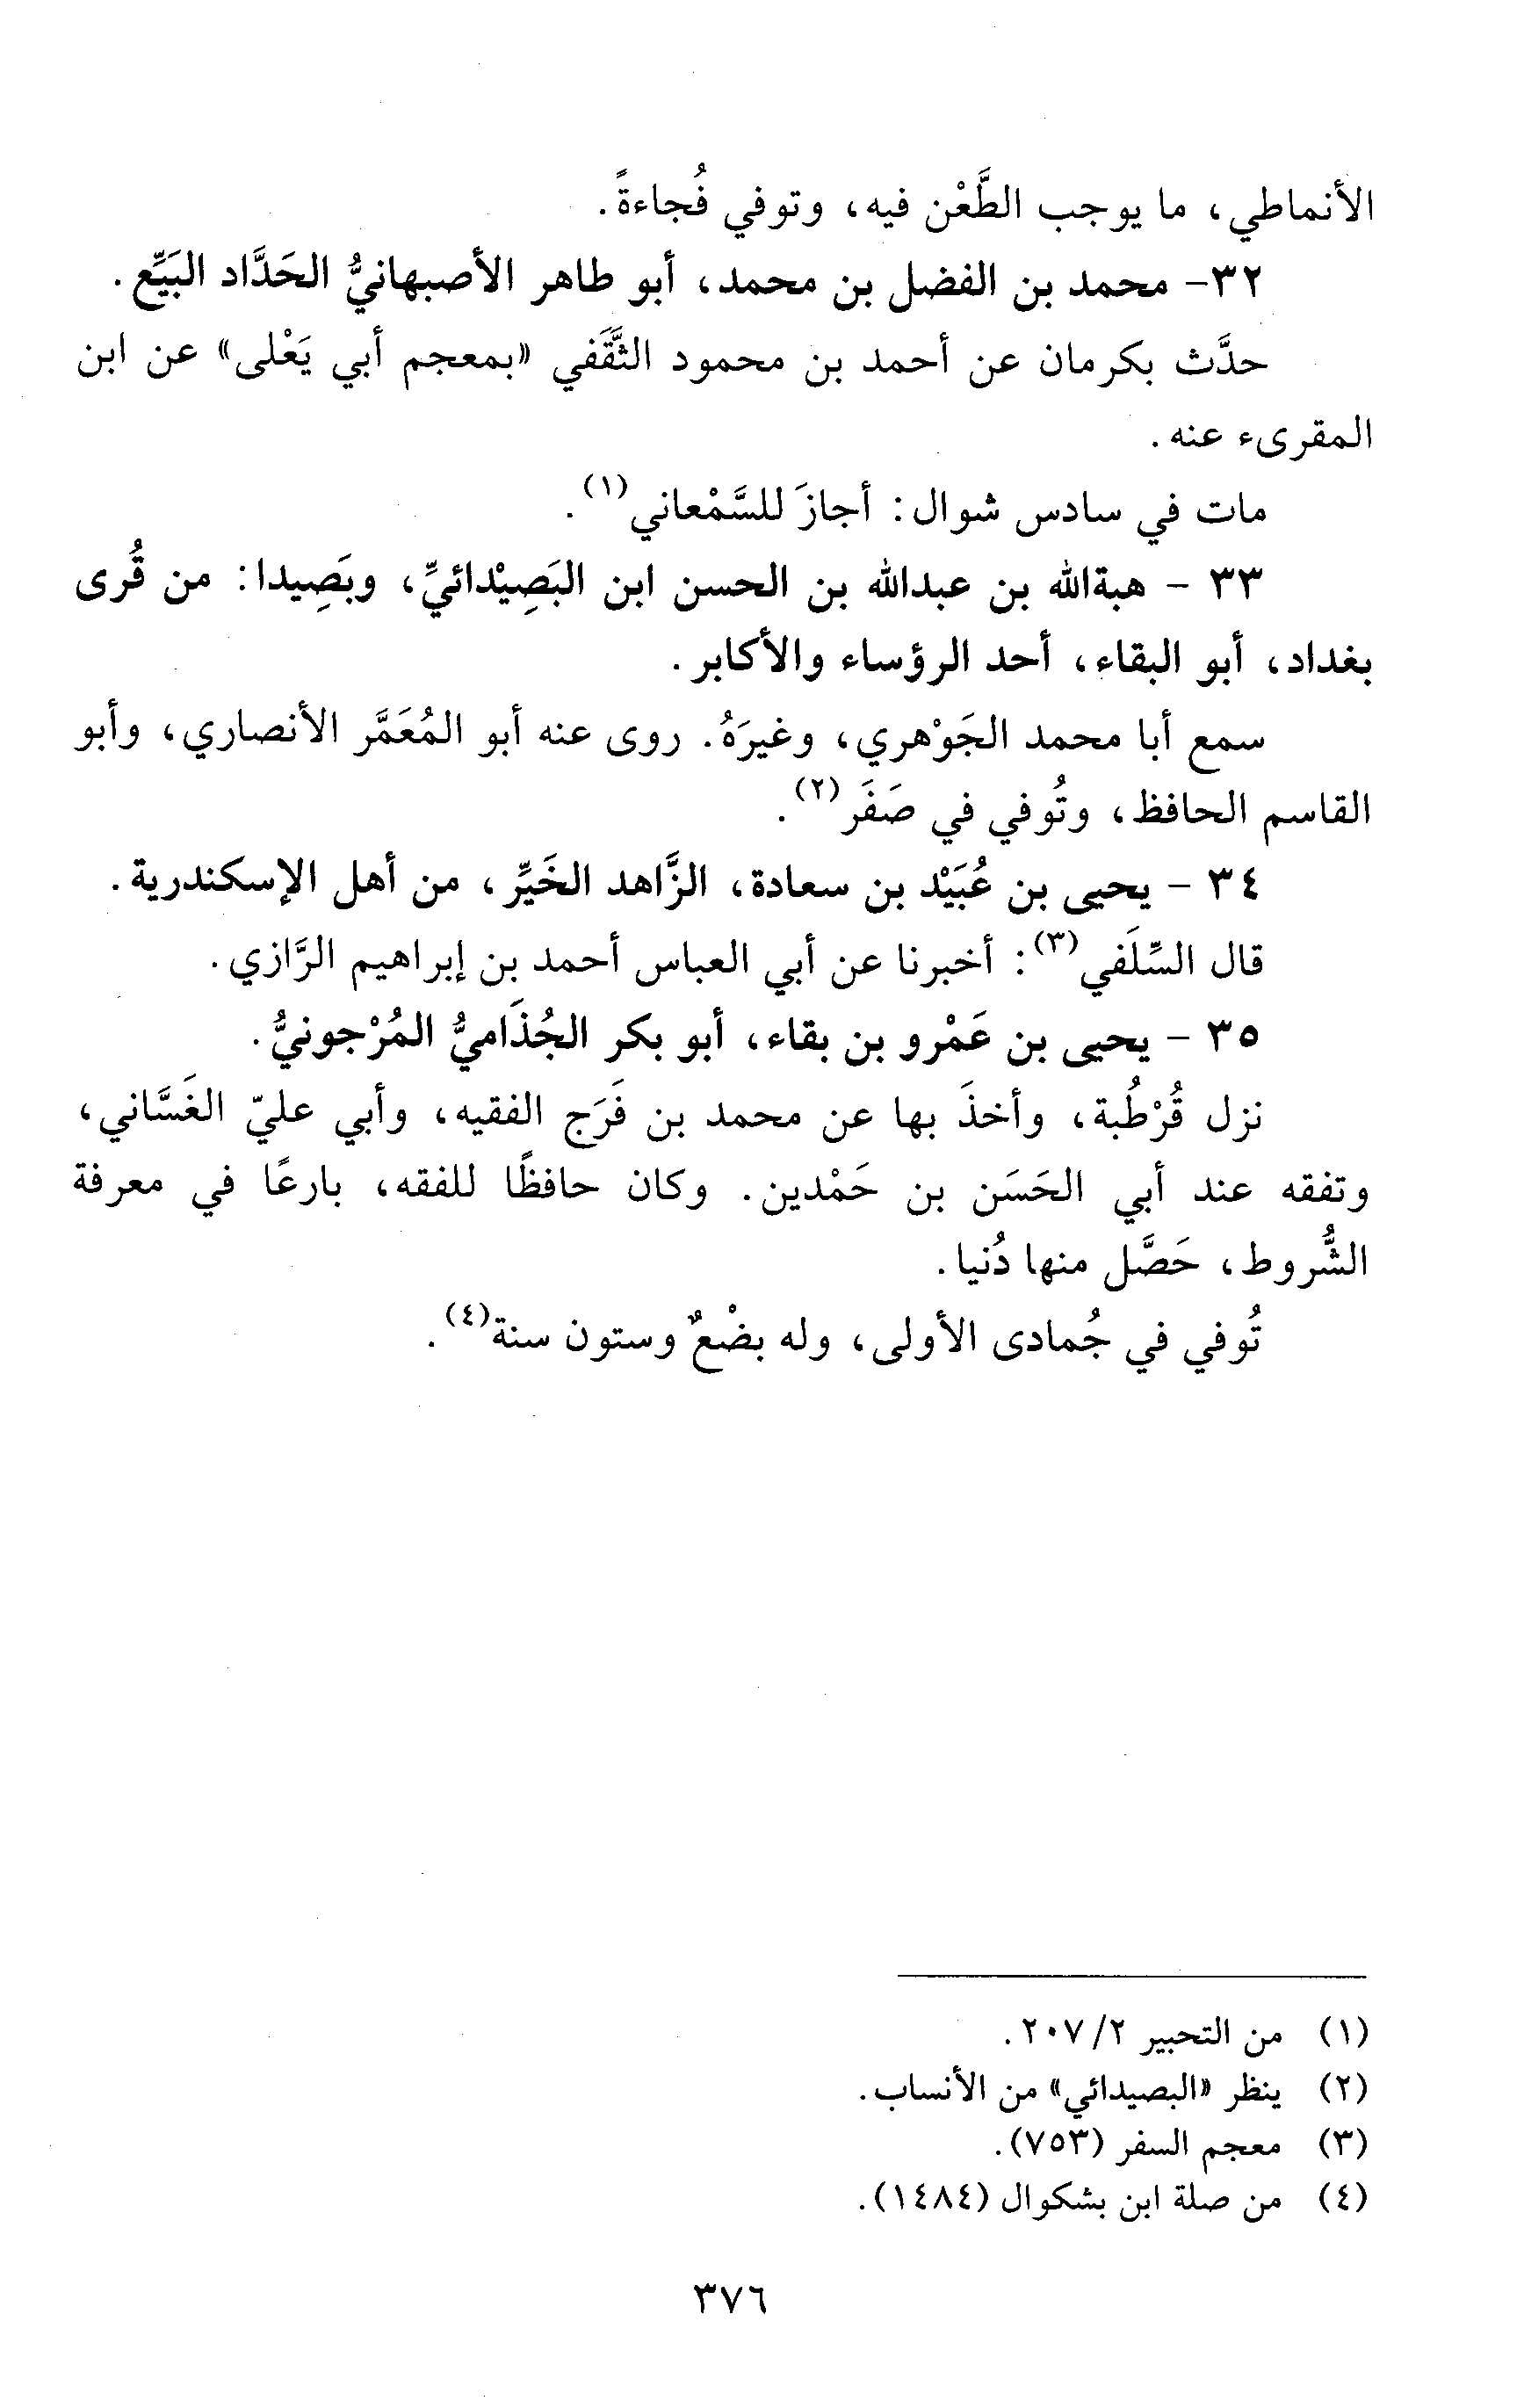 الأنماطي، ما يوجب الطَّعْن فيه، وتوفي فُجاءةً.
٣٢- محمد بن الفضل بن محمد، أبو طاهر الأصبهانيُّ الحَدَّاد البَيِّع.
حدَّث بكرمان عن أحمد بن محمود الثَّقَفي «بمعجم أبي يَعْلى» عن ابن
المقرىء عنه.
مات في سادس شوال: أجازَ للسَّمْعاني(١).
٣٣ - هبةالله بن عبدالله بن الحسن ابن البَصِيْدائيِّ، وبَصِيدا: من قُرى
بغداد، أبو البقاء، أحد الرؤساء والأكابر.
سمع أبا محمد الجَوْهري، وغيرَهُ. روى عنه أبو المُعَمَّر الأنصاري، وأبو
القاسم الحافظ، وتُوفي في صَفَر(٢).
٣٤ - يحيى بن عُبَيْد بن سعادة، الزَّاهد الخَيِّر، من أهل الإسكندرية.
قال السِّلَفي(٣): أخبرنا عن أبي العباس أحمد بن إبراهيم الرَّازي.
٣٥ - يحيى بن عَمْرو بن بقاء، أبو بكر الجُذَاميُّ المُرْجونيُّ.
نزل قُرْطُبة، وأخذَ بها عن محمد بن فَرَج الفقيه، وأبي عليّ الغَسَّاني،
وتفقه عند أبي الحَسَن بن حَمْدين. وكان حافظًا للفقه، بارعًا في معرفة
الشُّروط، حَصَّل منها دُنيا.
تُوفي في جُمادى الأولى، وله بضْعٌ وستون سنة(٤).
(١) من التحبير ٢/ ٢٠٧.
(٢) ينظر «البصيدائي» من الأنساب.
(٣) معجم السفر (٧٥٣).
(٤) من صلة ابن بشكوال (١٤٨٤).
٣٧٦